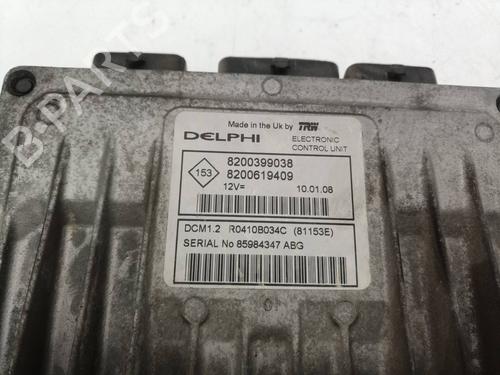 B-PARTS
Made in the Uk by TRW
DELPHI
ELECTRONIC
CONTROL UNIT
153
8200399038
8200619409
12V=
10.01.08
DCM1.2 R0410B034C (81153E)
SERIAL No 85984347 ABG